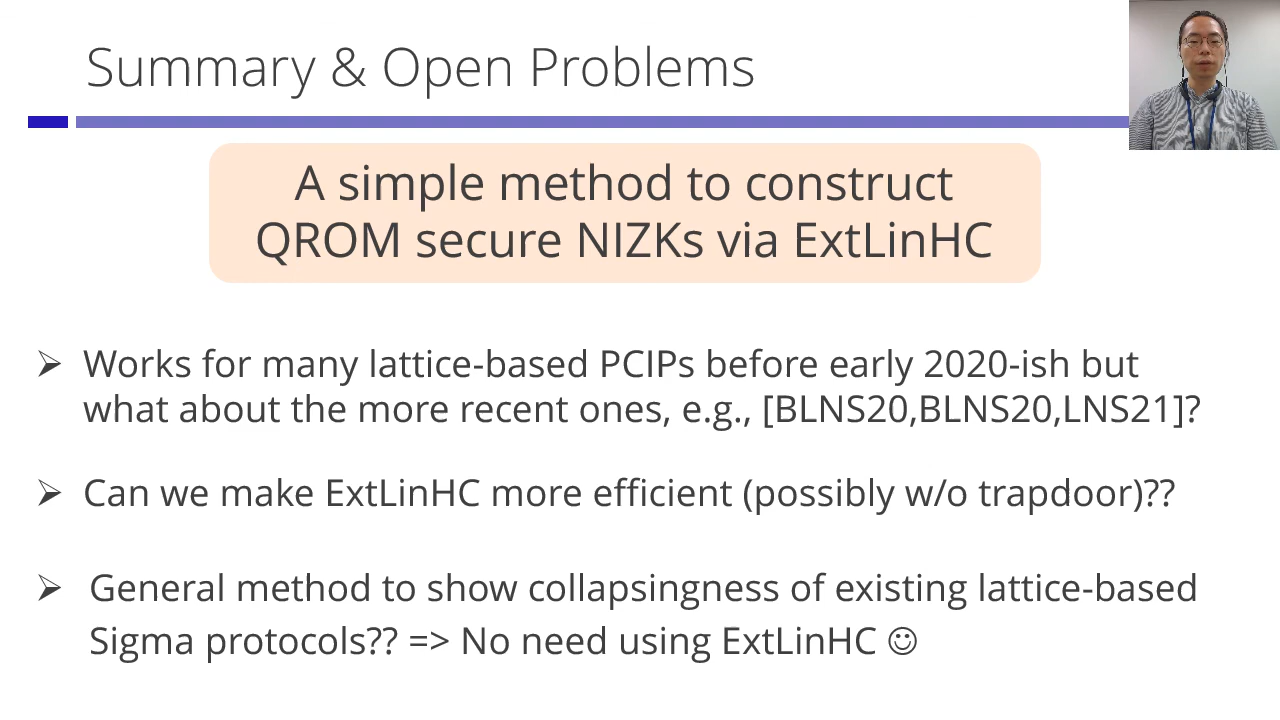 Summary & Open Problems
A simple method to construct
QROM secure NIZKs via ExtLinHC
➢ Works for many lattice-based PCIPs before early 2020-ish but
what about the more recent ones, e.g., [BLNS20,BLNS20,LNS21]?
➢ Can we make ExtLinHC more efficient (possibly w/o trapdoor)??
➢ General method to show collapsingness of existing lattice-based
Sigma protocols?? => No need using ExtLinHC ☺